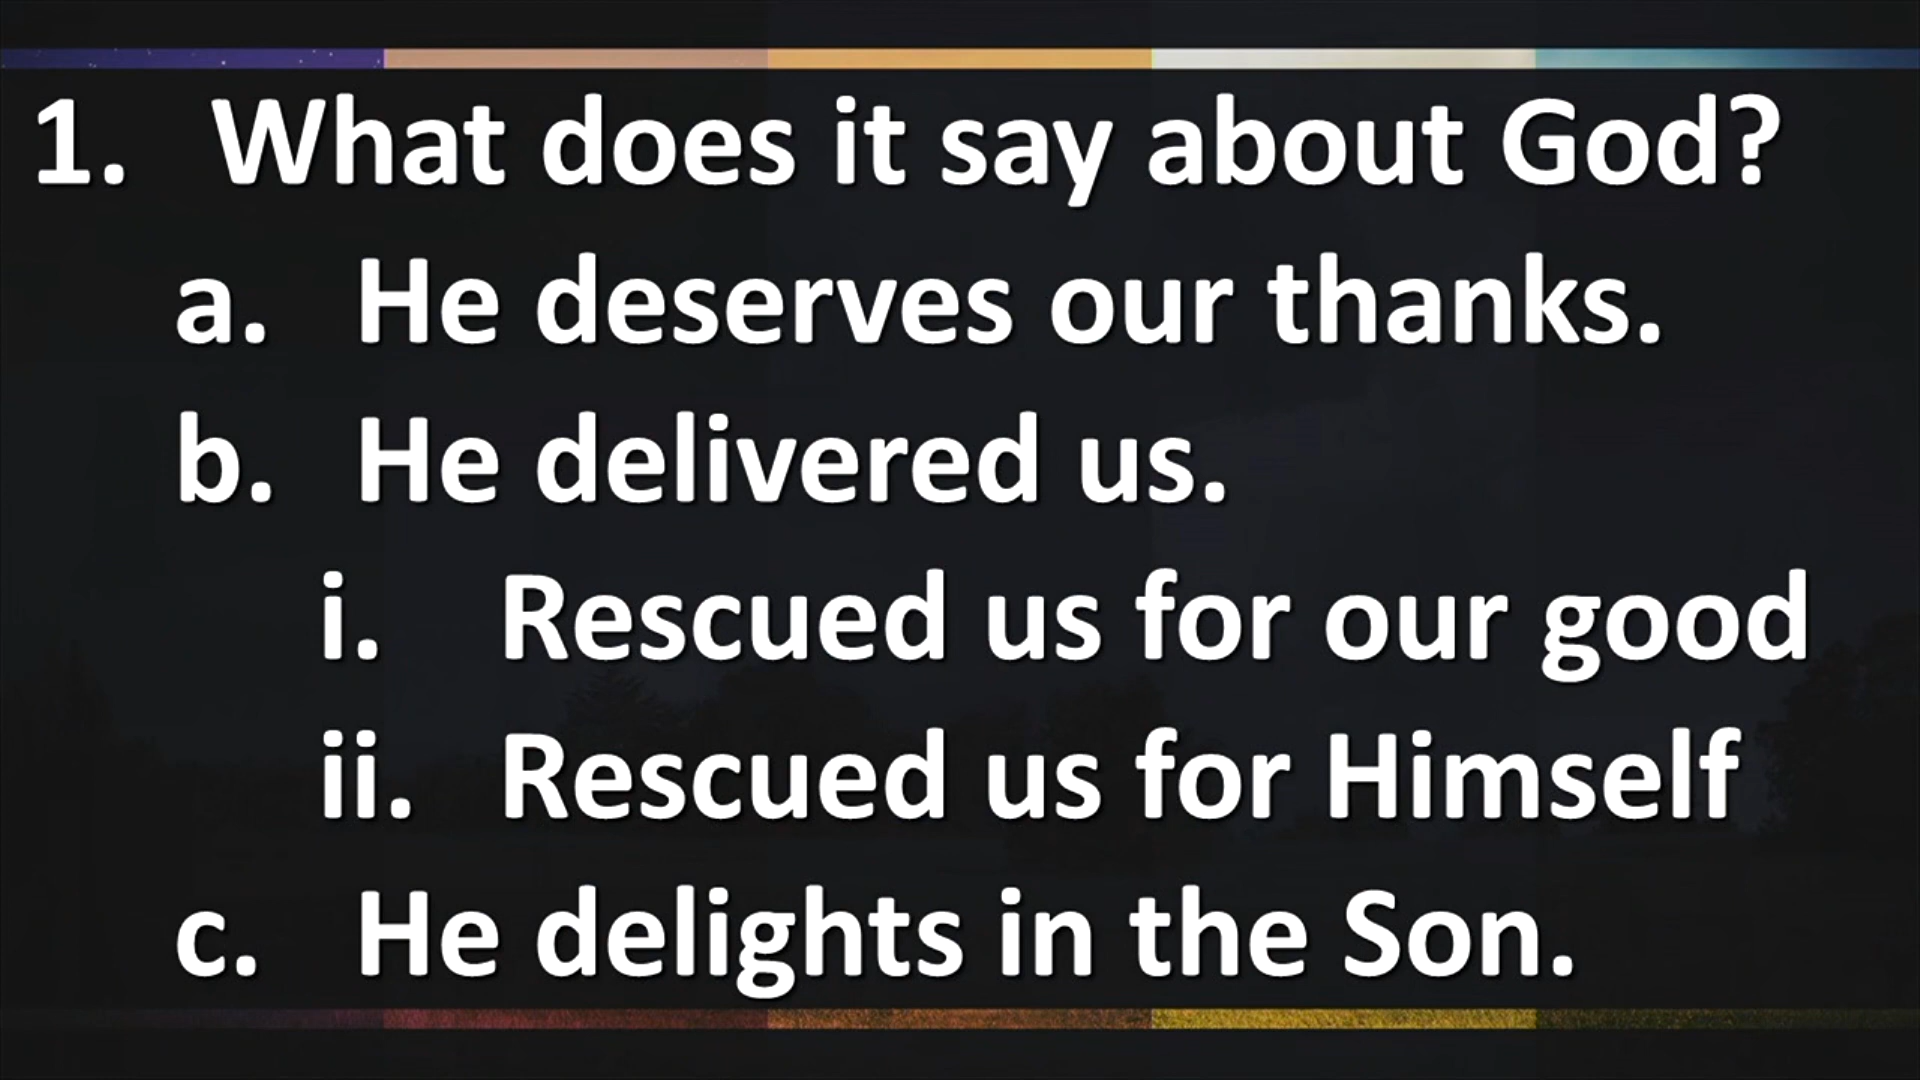 1. What does it say about God?
a. He deserves our thanks.
b. He delivered us.
i. Rescued us for our good
ii. Rescued us for Himself
c. He delights in the Son.